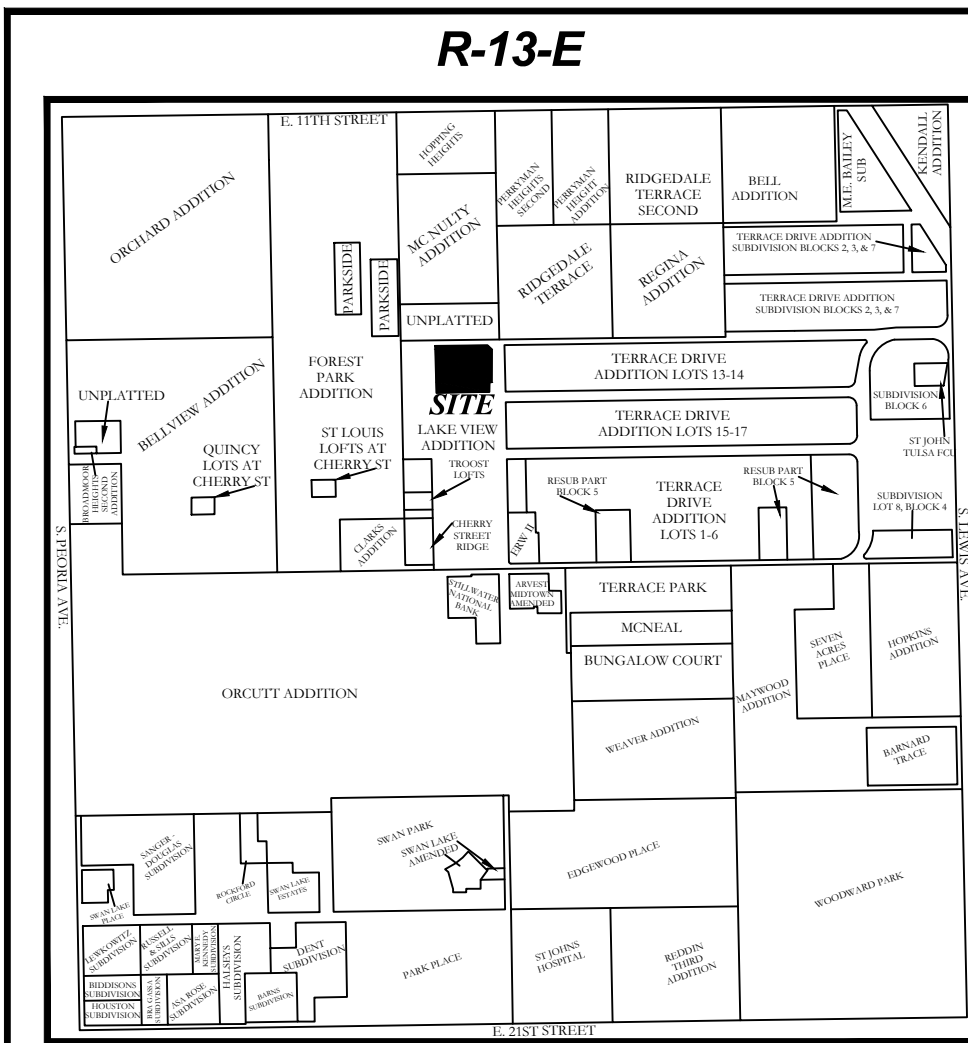 R-13-E
E. 11TH STREET
ORCHARD ADDITION
HOPPING
HEIGHTS
MC NULTY
ADDITION
PERRYMAN
HEIGHTS
SECOND
PERRYMAN
HEIGHT
ADDITION
RIDGEDALE
TERRACE
SECOND
BELL
ADDITION
M.E. BAILEY
SUB
KENDALL
ADDITION
PARKSIDE
PARKSIDE
UNPLATTED
RIDGEDALE
TERRACE
REGINA
ADDITION
TERRACE DRIVE ADDITION
SUBDIVISION BLOCKS 2, 3, & 7
TERRACE DRIVE ADDITION
SUBDIVISION BLOCKS 2, 3, & 7
UNPLATTED
BELLVIEW ADDITION
FOREST
PARK
ADDITION
SITE
LAKE VIEW
ADDITION
TERRACE DRIVE
ADDITION LOTS 13-14
TERRACE DRIVE
ADDITION LOTS 15-17
SUBDIVISION
BLOCK 6
ST JOHN
TULSA FCU
QUINCY
LOTS AT
CHERRY ST
ST LOUIS
LOFTS AT
CHERRY ST
TROOST
LOFTS
BROADMOOR
HEIGHTS
SECOND
ADDITION
CLARKS
ADDITION
CHERRY
STREET
RIDGE
ERW II
RESUB PART
BLOCK 5
TERRACE
DRIVE
ADDITION
LOTS 1-6
RESUB PART
BLOCK 5
SUBDIVISION
LOT 8, BLOCK 4
S. PEORIA AVE.
S. LEWIS AVE.
STILLWATER
NATIONAL
BANK
ARVEST
MIDTOWN
AMENDED
TERRACE PARK
MCNEAL
BUNGALOW COURT
ORCUTT ADDITION
WEAVER ADDITION
MAYWOOD
ADDITION
SEVEN
ACRES
PLACE
HOPKINS
ADDITION
BARNARD
TRACE
SANGER -
DOUGLAS
SUBDIVISION
SWAN LAKE
PLACE
ROCKFORD
CIRCLE
SWAN LAKE
ESTATES
SWAN PARK
SWAN LAKE
AMENDED
EDGEWOOD PLACE
WOODWARD PARK
LEWKOWITZ
SUBDIVISION
RUSSELL
& SILLS
SUBDIVISION
MARY E.
KENNEDY
SUBDIVISION
HALSEYS
SUBDIVISION
DENT
SUBDIVISION
PARK PLACE
ST JOHNS
HOSPITAL
REDDIN
THIRD
ADDITION
BIDDISONS
SUBDIVISION
HOUSTON
SUBDIVISION
BRA GASSA
SUBDIVISION
ASA ROSE
SUBDIVISION
BARNS
SUBDIVISION
E. 21ST STREET